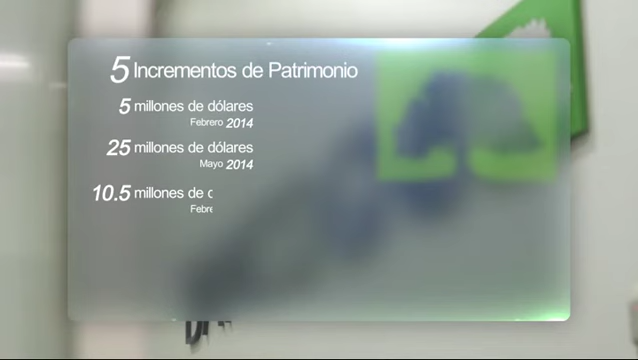 5 Incrementos de Patrimonio
5 millones de dólares
Febrero 2014
25 millones de dólares
Mayo 2014
10.5 millones de